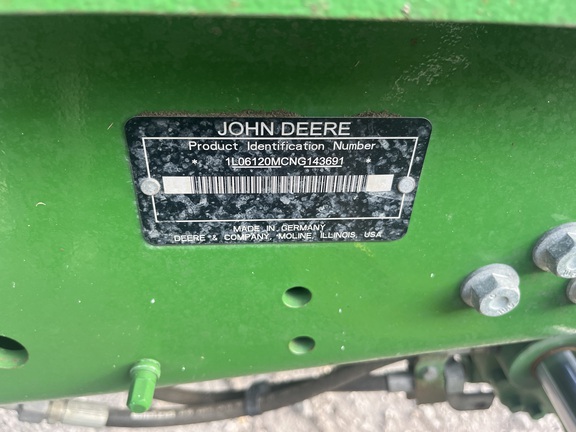 JOHN DEERE
Product Identification Number
* 1L06120MCNG143691 *
MADE IN GERMANY
DEERE & COMPANY, MOLINE, ILLINOIS, USA